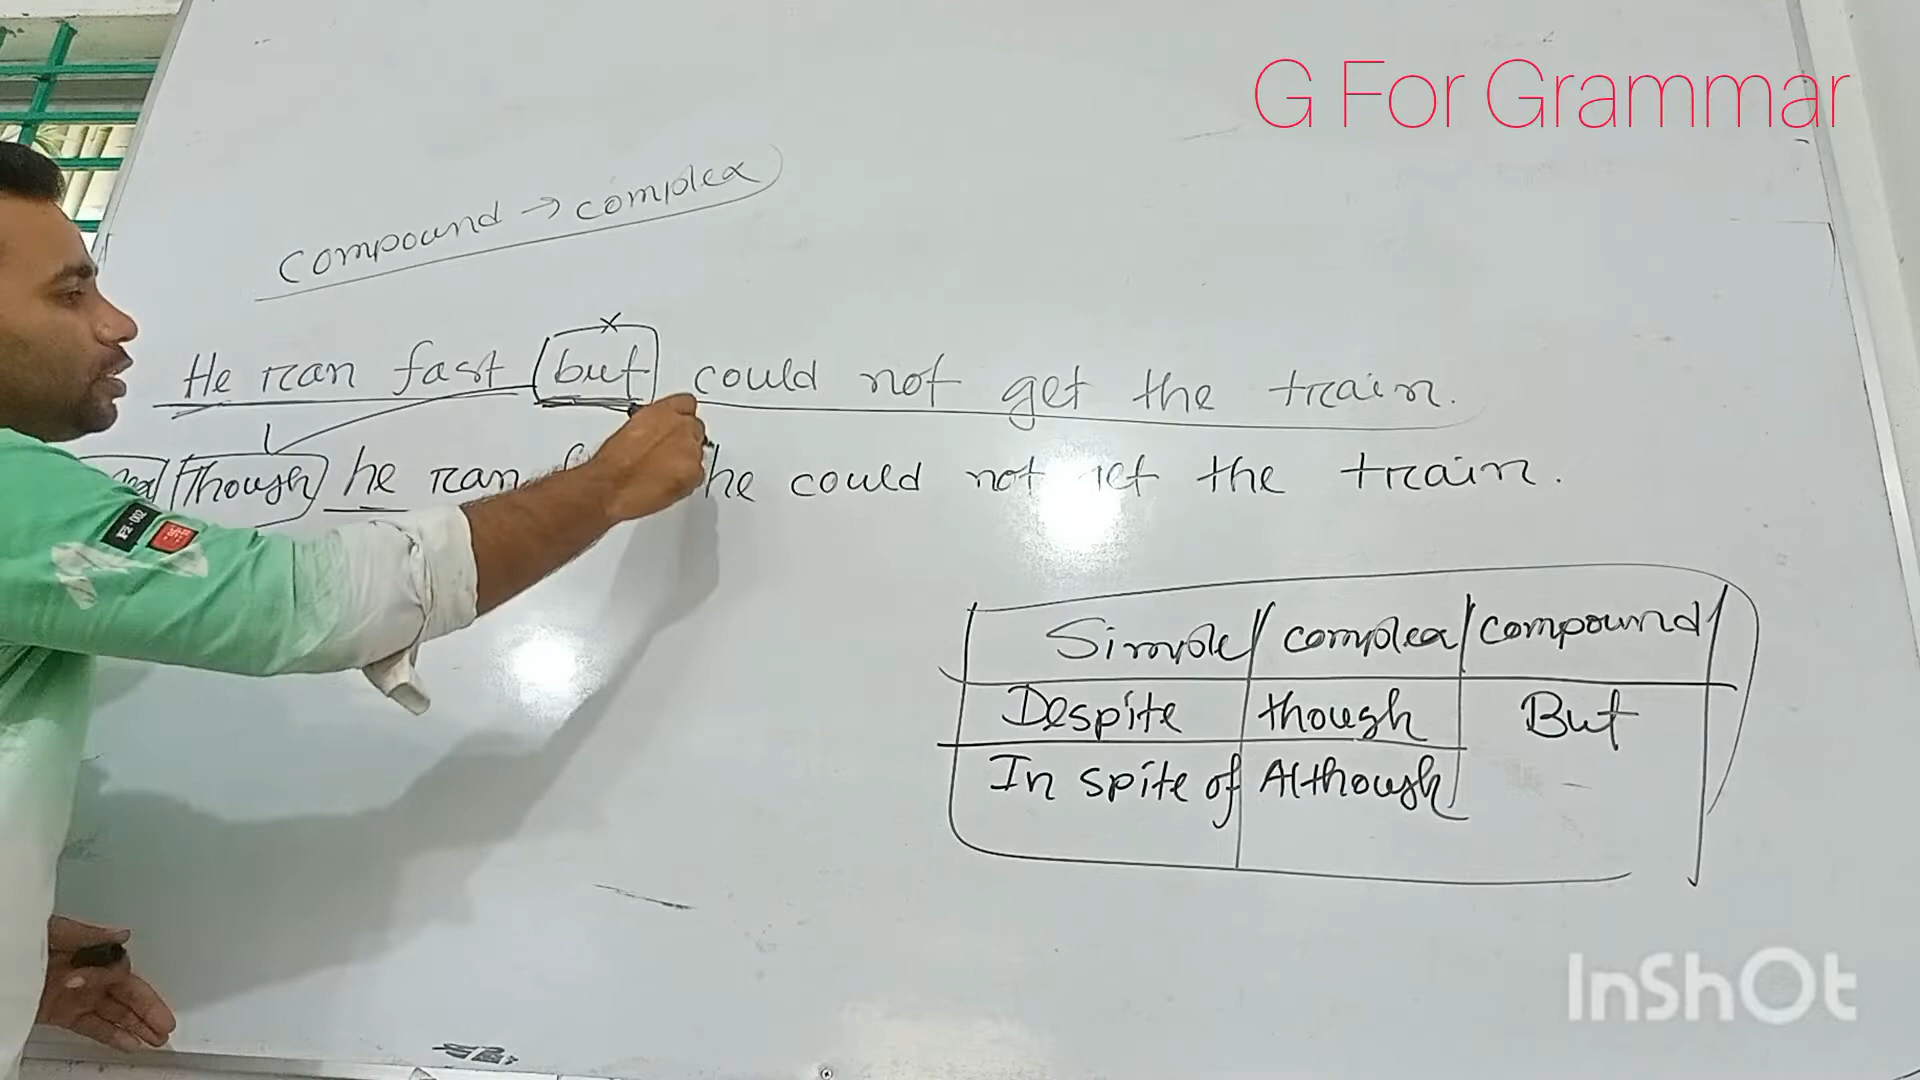 G For Grammar
compound → complex
He ran fast but could not get the train.
Though he ran he could not get the train.
Simple complex compound
Despite though But
In spite of Although
InShOt